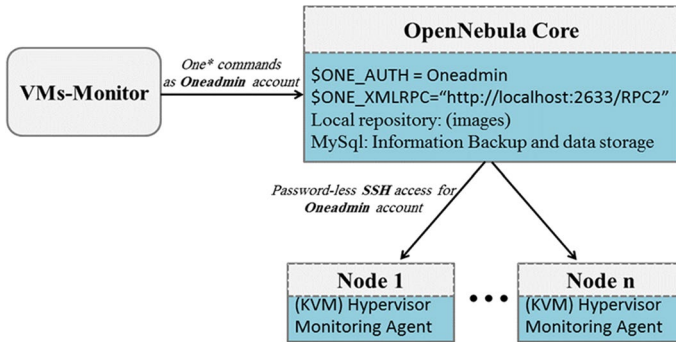 OpenNebula Core
One* commands
as Oneadmin account
VMs-Monitor
$ONE_AUTH = Oneadmin
$ONE_XMLRPC=“http://localhost:2633/RPC2”
Local repository: (images)
MySql: Information Backup and data storage
Password-less SSH access for
Oneadmin account
Node 1
(KVM) Hypervisor
Monitoring Agent
Node n
(KVM) Hypervisor
Monitoring Agent